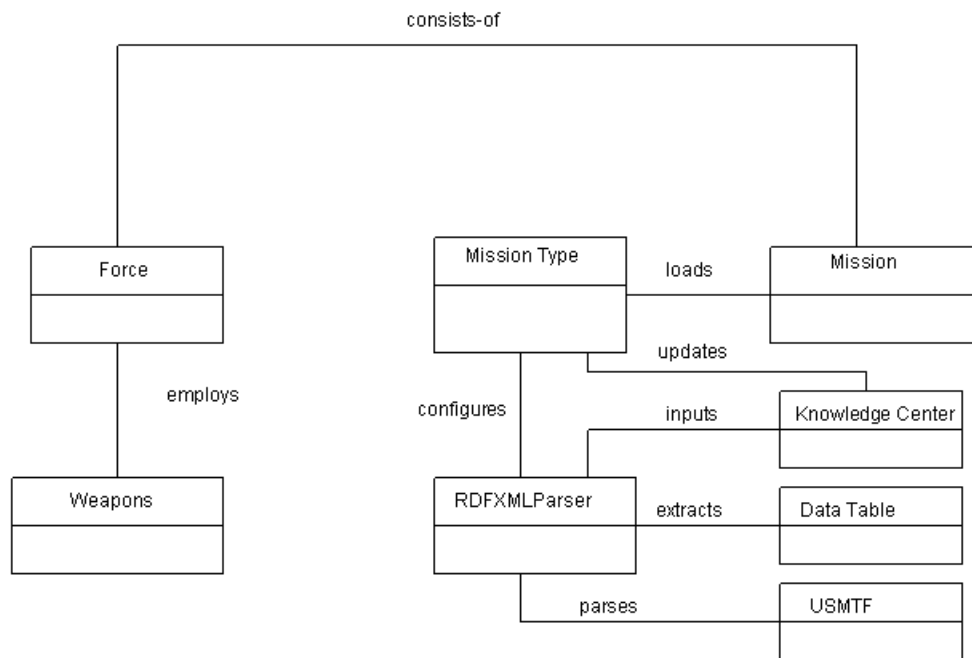 consists-of
Force
Mission Type
loads
Mission
updates
employs
configures
inputs
Knowledge Center
Weapons
RDFXMLParser
extracts
Data Table
parses
USMTF